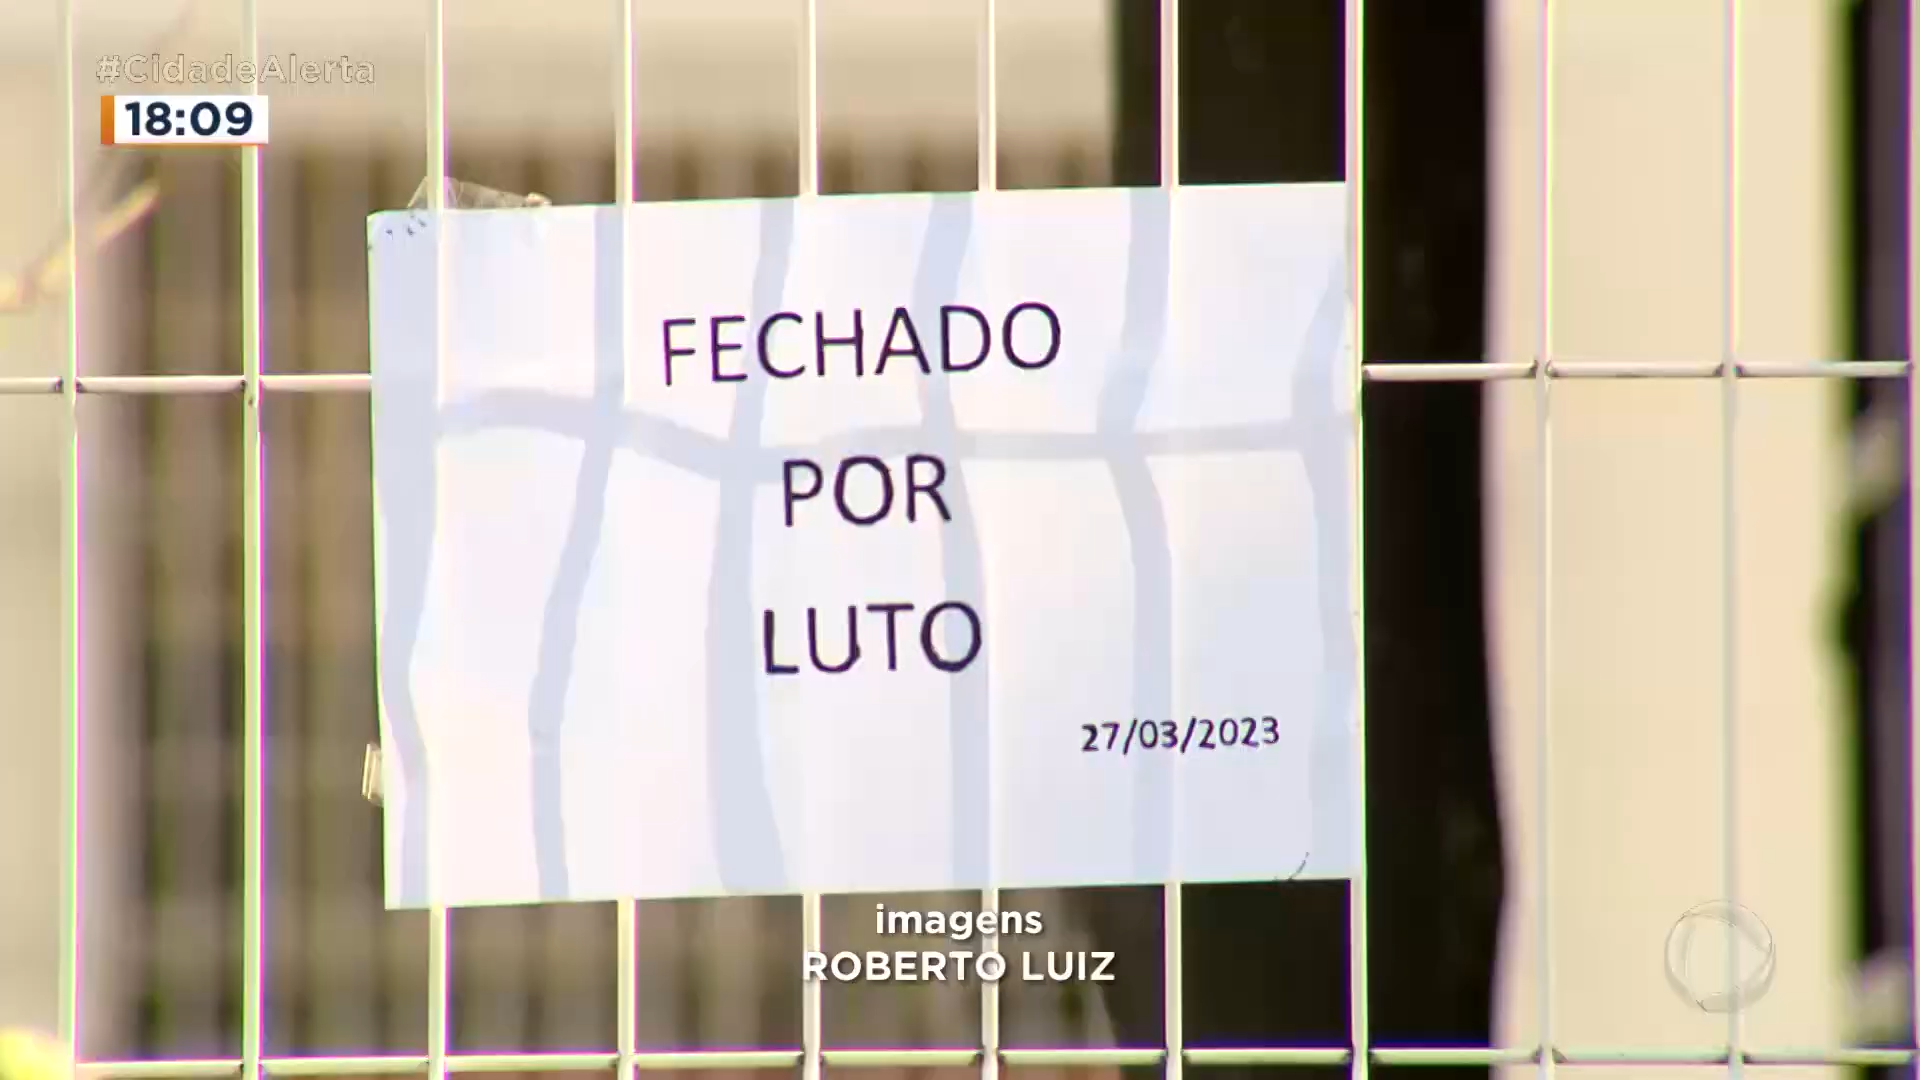 #CidadeAlerta
18:09
FECHADO
POR
LUTO
27/03/2023
imagens
ROBERTO LUIZ